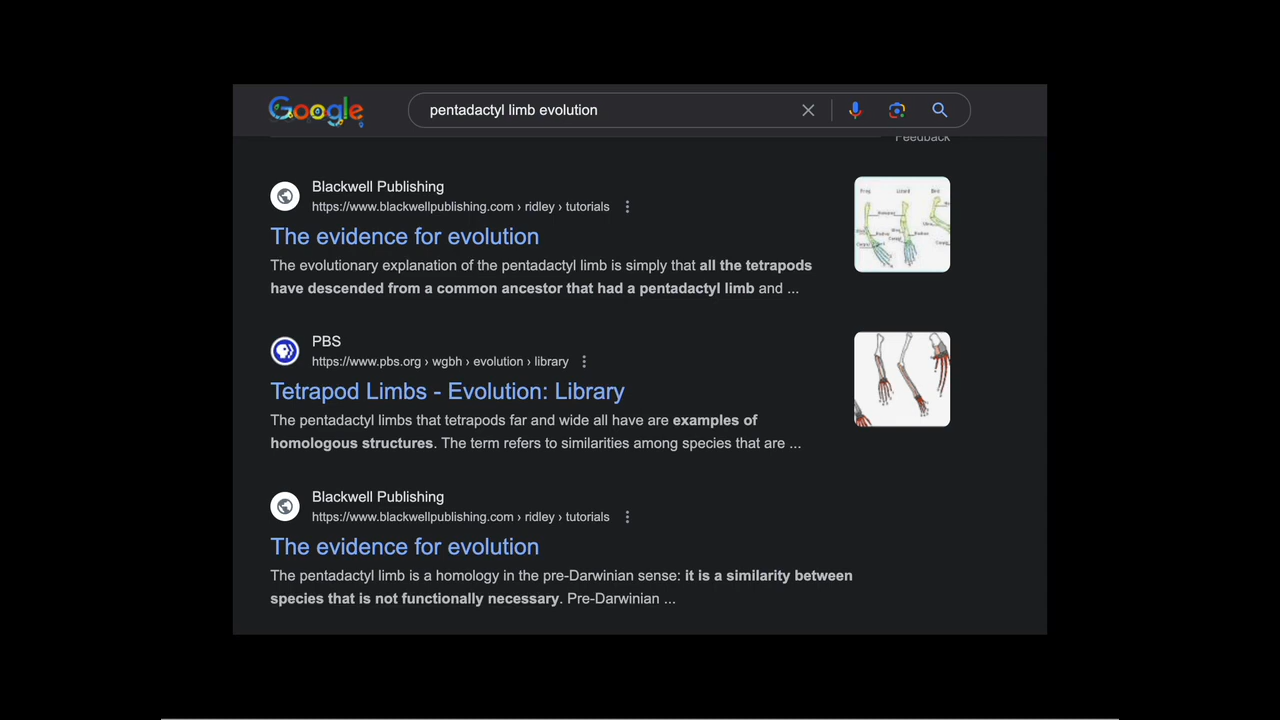 Google
pentadactyl limb evolution
Feedback
Blackwell Publishing
https://www.blackwellpublishing.com › ridley › tutorials
The evidence for evolution
The evolutionary explanation of the pentadactyl limb is simply that all the tetrapods
have descended from a common ancestor that had a pentadactyl limb and ...
Frog Lizard Bird
PBS
https://www.pbs.org › wgbh › evolution › library
Tetrapod Limbs - Evolution: Library
The pentadactyl limbs that tetrapods far and wide all have are examples of
homologous structures. The term refers to similarities among species that are ...
Blackwell Publishing
https://www.blackwellpublishing.com › ridley › tutorials
The evidence for evolution
The pentadactyl limb is a homology in the pre-Darwinian sense: it is a similarity between
species that is not functionally necessary. Pre-Darwinian ...